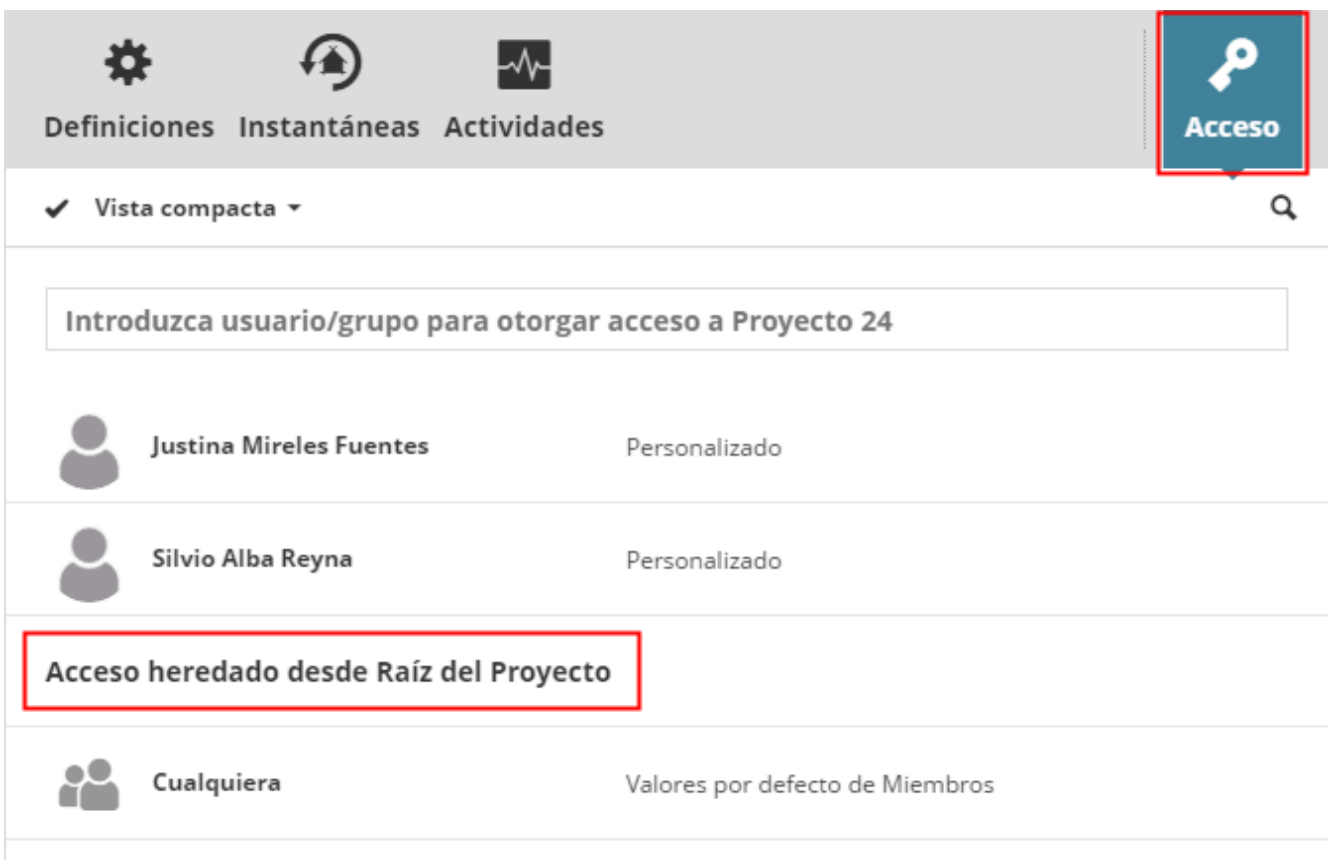 Definiciones Instantáneas Actividades
Acceso
Vista compacta
Introduzca usuario/grupo para otorgar acceso a Proyecto 24
Justina Mireles Fuentes Personalizado
Silvio Alba Reyna Personalizado
Acceso heredado desde Raíz del Proyecto
Cualquiera Valores por defecto de Miembros